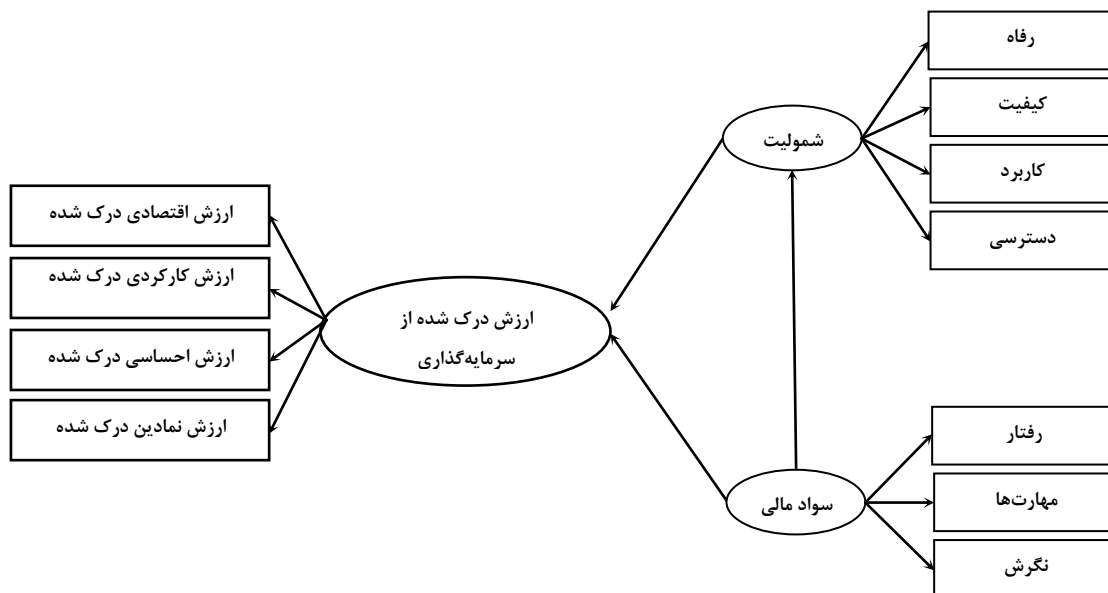 رفاه
کیفیت
کاربرد
دسترسی
شمولیت
ارزش اقتصادی درک شده
ارزش کارکردی درک شده
ارزش احساسی درک شده
ارزش نمادین درک شده
ارزش درک شده از
سرمایه‌گذاری
سواد مالی
رفتار
مهارت‌ها
نگرش